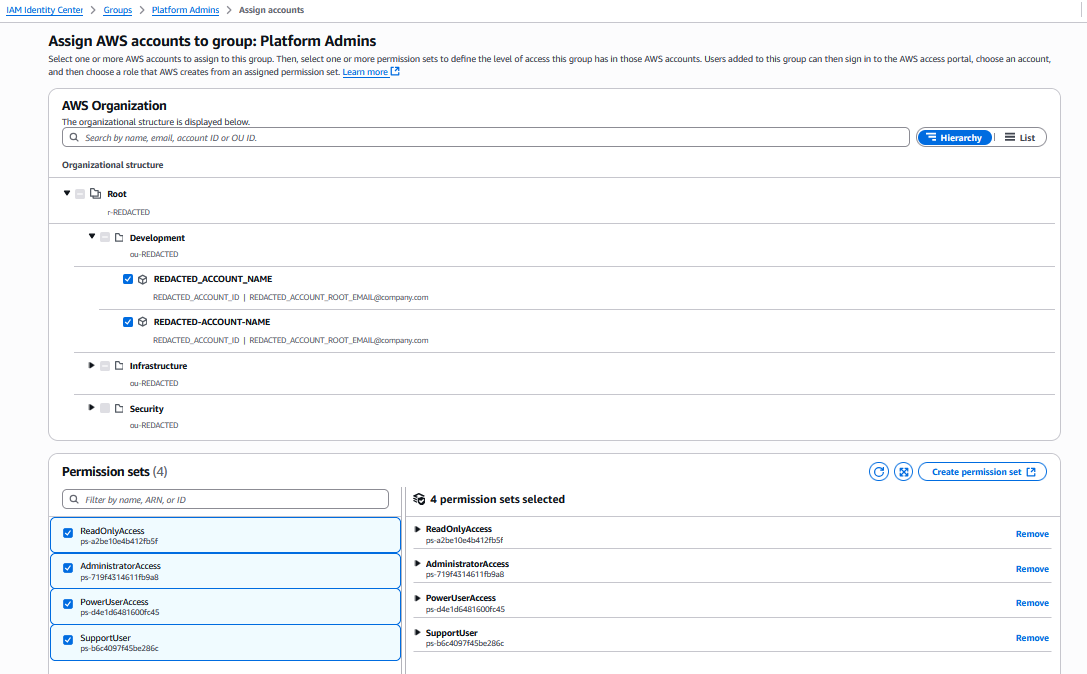 IAM Identity Center > Groups > Platform Admins > Assign accounts
Assign AWS accounts to group: Platform Admins
Select one or more AWS accounts to assign to this group. Then, select one or more permission sets to define the level of access this group has in those AWS accounts. Users added to this group can then sign in to the AWS access portal, choose an account,
and then choose a role that AWS creates from an assigned permission set. Learn more
AWS Organization
The organizational structure is displayed below.
Search by name, email, account ID or OU ID.
Hierarchy
List
Organizational structure
Root
r-REDACTED
Development
ou-REDACTED
REDACTED_ACCOUNT_NAME
REDACTED_ACCOUNT_ID | REDACTED_ACCOUNT_ROOT_EMAIL@company.com
REDACTED-ACCOUNT-NAME
REDACTED_ACCOUNT_ID | REDACTED_ACCOUNT_ROOT_EMAIL@company.com
Infrastructure
ou-REDACTED
Security
ou-REDACTED
Permission sets (4)
Create permission set
Filter by name, ARN, or ID
ReadOnlyAccess
ps-a2be10e4b412fb5f
AdministratorAccess
ps-719f4314611fb9a8
PowerUserAccess
ps-d4e1d6481600fc45
SupportUser
ps-b6c4097f45be286c
4 permission sets selected
ReadOnlyAccess
ps-a2be10e4b412fb5f
Remove
AdministratorAccess
ps-719f4314611fb9a8
Remove
PowerUserAccess
ps-d4e1d6481600fc45
Remove
SupportUser
ps-b6c4097f45be286c
Remove